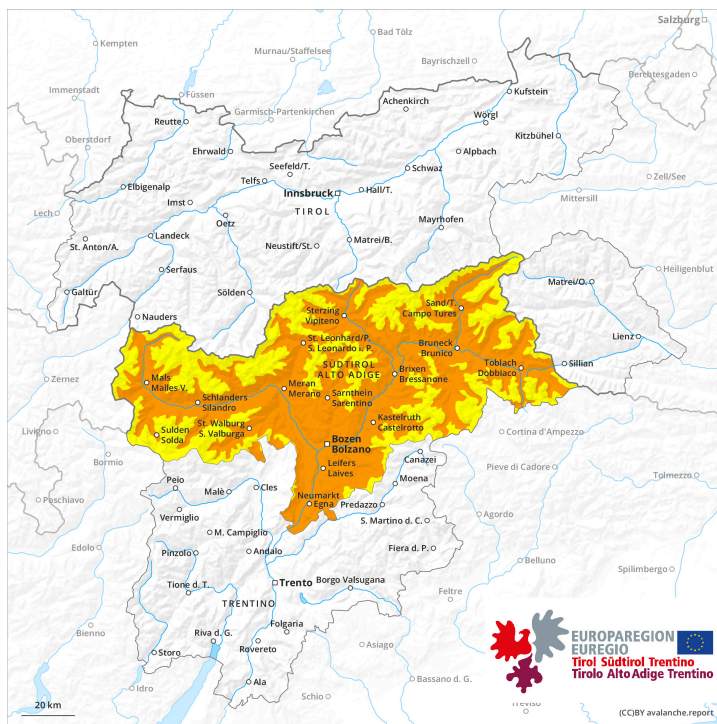 Salzburg
Kempten
Bad Tölz
Murnau/Staffelsee
Bayrischzell
Berchtesgaden
Immenstadt
Füssen
Kufstein
Garmisch-Partenkirchen
Achenkirch
Reutte
Wörgl
Oberstdorf
Ehrwald
Kitzbühel
Alpbach
Seefeld/T.
Schwaz
Telfs
Zell/See
Elbigenalp
Innsbruck
Hall/T.
Mittersill
Imst
TIROL
Lech
Oetz
Mayrhofen
St. Anton/A.
Landeck
Neustift/St.
Matrei/B.
Serfaus
Heiligenblut
Matrei/O.
Galtür
Sölden
Sand/T.
Campo Tures
Nauders
Sterzing
Vipiteno
Lienz
St. Leonhard/P.
S. Leonardo i. P.
Bruneck
Brunico
SÜDTIROL
ALTO ADIGE
Toblach
Dobbiaco
Sillian
Brixen
Bressanone
Zernez
Mals
Malles V.
Meran
Merano
Sarnthein
Sarentino
Schlanders
Silandro
Kastelruth
Castelrotto
St. Walburg
S. Valburga
Livigno
Sulden
Solda
Cortina d'Ampezzo
Bozen
Bolzano
Bormio
Canazei
Leifers
Laives
Pieve di Cadore
Peio
Moena
Tolmezzo
Malè
Cles
Poschiavo
Neumarkt
Egna
Predazzo
Vermiglio
Agordo
S. Martino d. C.
M. Campiglio
Edolo
Pinzolo
Andalo
Fiera d. P.
Belluno
Spilimbergo
Tione d. T.
Trento
Borgo Valsugana
Feltre
TRENTINO
Folgaria
Bienno
Riva d. G.
Storo
Rovereto
Asiago
EUROPAREGION
EUREGIO
Tirol Südtirol Trentino
Tirolo Alto Adige Trentino
Ala
Bassano d. G.
Idro
Schio
20 km
Treviso
(CC)BY avalanche.report